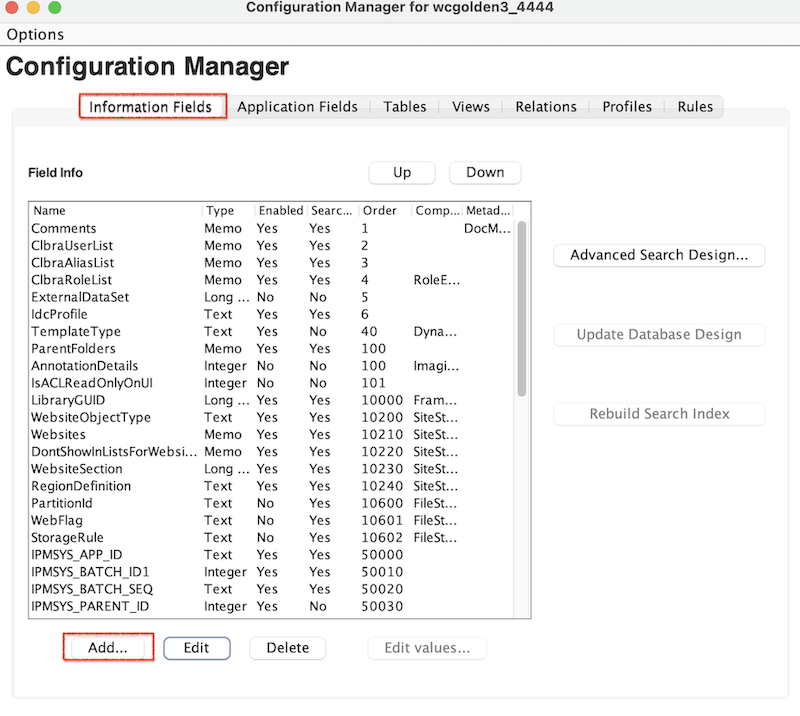 Configuration Manager for wcgolden3_4444
Options
Configuration Manager
Information Fields Application Fields Tables Views Relations Profiles Rules
Field Info Up Down
Name Type Enabled Searc... Order Comp... Metad...
Comments Memo Yes Yes 1 DocM...
ClbraUserList Memo Yes Yes 2
ClbraAliasList Memo Yes Yes 3
ClbraRoleList Memo Yes Yes 4 RoleE...
ExternalDataSet Long ... No No 5
IdcProfile Text Yes Yes 6
TemplateType Text Yes No 40 Dyna...
ParentFolders Memo Yes Yes 100
AnnotationDetails Integer No No 100 Imagi...
IsACLReadOnlyOnUI Integer No No 101
LibraryGUID Long ... Yes Yes 10000 Fram...
WebsiteObjectType Text Yes Yes 10200 SiteSt...
Websites Memo Yes Yes 10210 SiteSt...
DontShowInListsForWebsi... Memo Yes Yes 10220 SiteSt...
WebsiteSection Long ... Yes Yes 10230 SiteSt...
RegionDefinition Text Yes Yes 10240 SiteSt...
PartitionId Text No Yes 10600 FileSt...
WebFlag Text No Yes 10601 FileSt...
StorageRule Text No Yes 10602 FileSt...
IPMSYS_APP_ID Text Yes Yes 50000
IPMSYS_BATCH_ID1 Integer Yes Yes 50010
IPMSYS_BATCH_SEQ Text Yes Yes 50020
IPMSYS_PARENT_ID Integer Yes No 50030
Advanced Search Design...
Update Database Design
Rebuild Search Index
Add... Edit Delete Edit values...